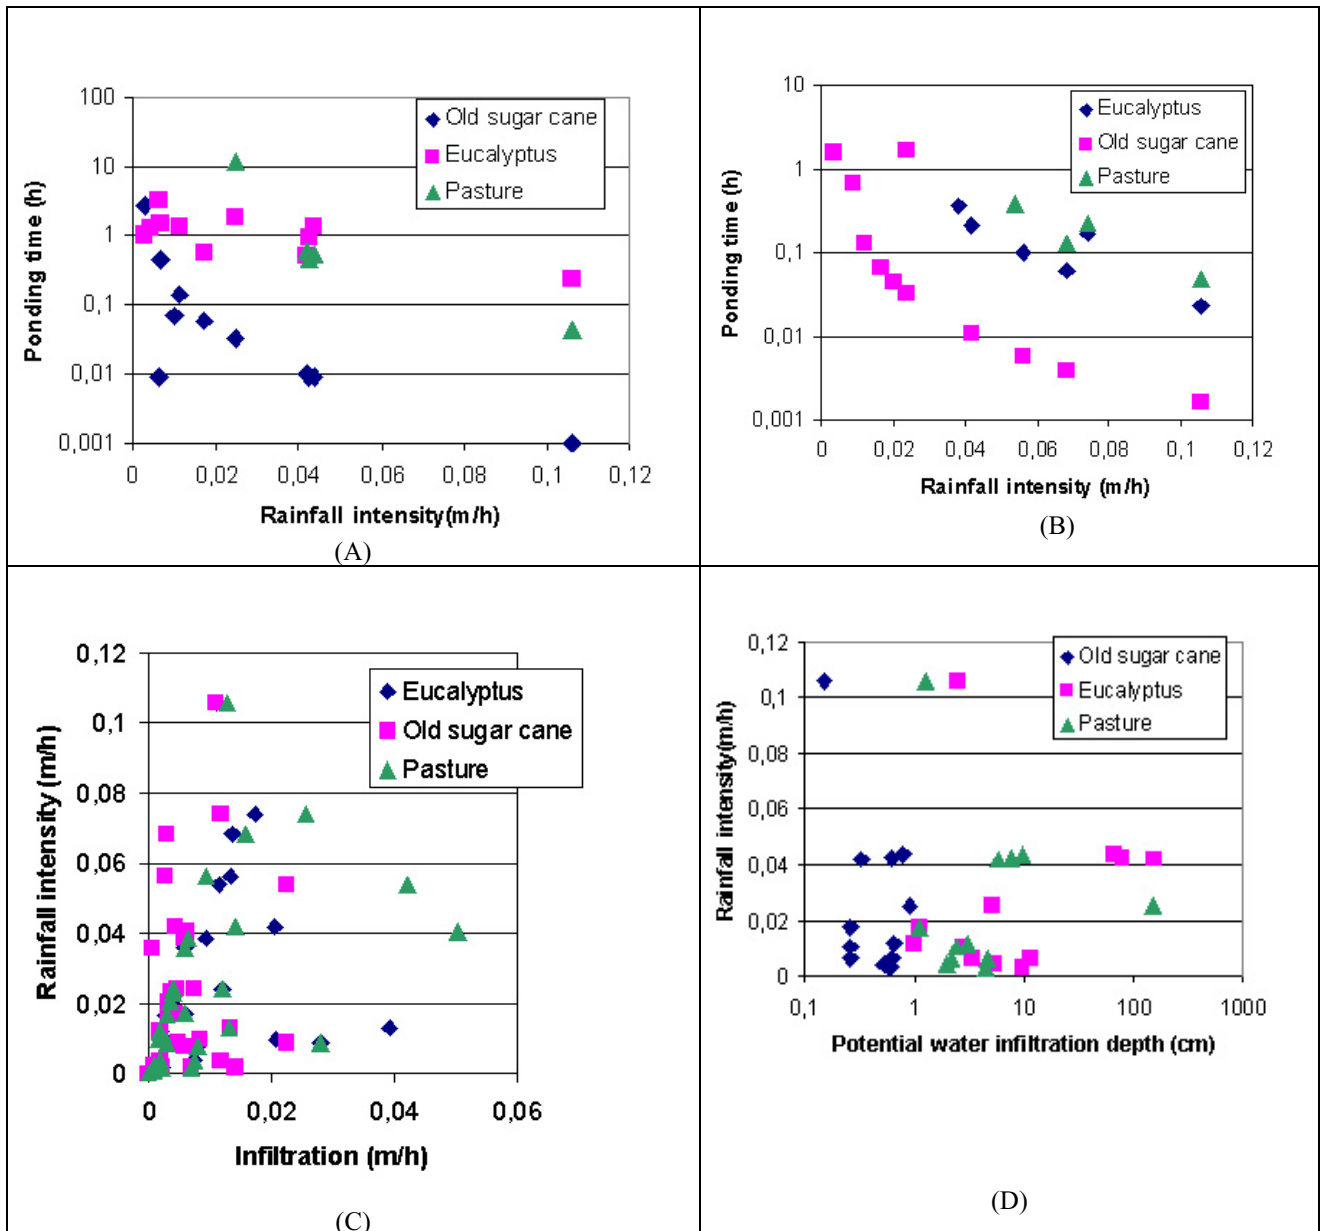 100
10
1
0,1
0,01
0,001
Ponding time (h)
Old sugar cane
Eucalyptus
Pasture
0 0,02 0,04 0,06 0,08 0,1 0,12
Rainfall intensity(m/h)
(A)
10
1
0,1
0,01
0,001
Ponding time (h)
Eucalyptus
Old sugar cane
Pasture
0 0,02 0,04 0,06 0,08 0,1 0,12
Rainfall intensity (m/h)
(B)
0,12
0,1
0,08
0,06
0,04
0,02
0
Rainfall intensity (m/h)
Eucalyptus
Old sugar cane
Pasture
0 0,02 0,04 0,06
Infiltration (m/h)
(C)
0,12
0,1
0,08
0,06
0,04
0,02
0
Rainfall intensity(m/h)
Old sugar cane
Eucalyptus
Pasture
0,1 1 10 100 1000
Potential water infiltration depth (cm)
(D)